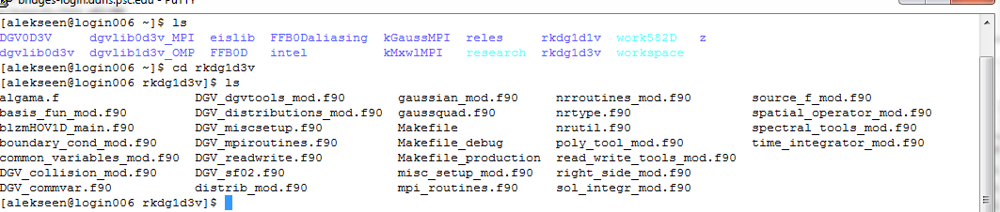 bridges-login.ddns.psc.edu - PuTTY
[alekseen@login006 ~]$ ls
DGV0D3V dgvlib0d3v_MPI eislib FFB0Daliasing kGaussMPI reles rkdg1d1v work582D z
dgvlib0d3v dgvlib1d3v_OMP FFB0D intel kMxwlMPI research rkdg1d3v workspace
[alekseen@login006 ~]$ cd rkdg1d3v
[alekseen@login006 rkdg1d3v]$ ls
algama.f DGV_dgvtools_mod.f90 gaussian_mod.f90 nrroutines_mod.f90 source_f_mod.f90
basis_fun_mod.f90 DGV_distributions_mod.f90 gaussquad.f90 nrtype.f90 spatial_operator_mod.f90
blzmHOV1D_main.f90 DGV_miscsetup.f90 Makefile nrutil.f90 spectral_tools_mod.f90
boundary_cond_mod.f90 DGV_mpiroutines.f90 Makefile_debug poly_tool_mod.f90 time_integrator_mod.f90
common_variables_mod.f90 DGV_readwrite.f90 Makefile_production read_write_tools_mod.f90
DGV_collision_mod.f90 DGV_sf02.f90 misc_setup_mod.f90 right_side_mod.f90
DGV_commvar.f90 distrib_mod.f90 mpi_routines.f90 sol_integr_mod.f90
[alekseen@login006 rkdg1d3v]$